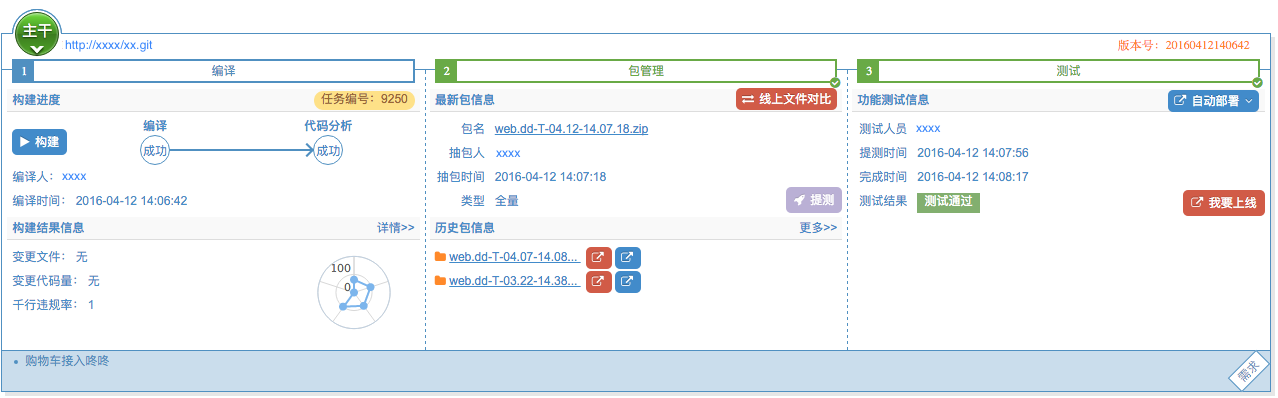 主干
http://xxxx/xx.git
版本号：20160412140642
1 编译
构建进度 任务编号：9250
构建
编译 代码分析
成功 成功
编译人： xxxx
编译时间： 2016-04-12 14:06:42
构建结果信息 详情>>
变更文件： 无
变更代码量： 无
千行违规率： 1
100
0
2 包管理
最新包信息 线上文件对比
包名 web.dd-T-04.12-14.07.18.zip
抽包人 xxxx
抽包时间 2016-04-12 14:07:18
类型 全量 提测
历史包信息 更多>>
web.dd-T-04.07-14.08...
web.dd-T-03.22-14.38...
3 测试
功能测试信息 自动部署
测试人员 xxxx
提测时间 2016-04-12 14:07:56
完成时间 2016-04-12 14:08:17
测试结果 测试通过 我要上线
• 购物车接入咚咚
需求